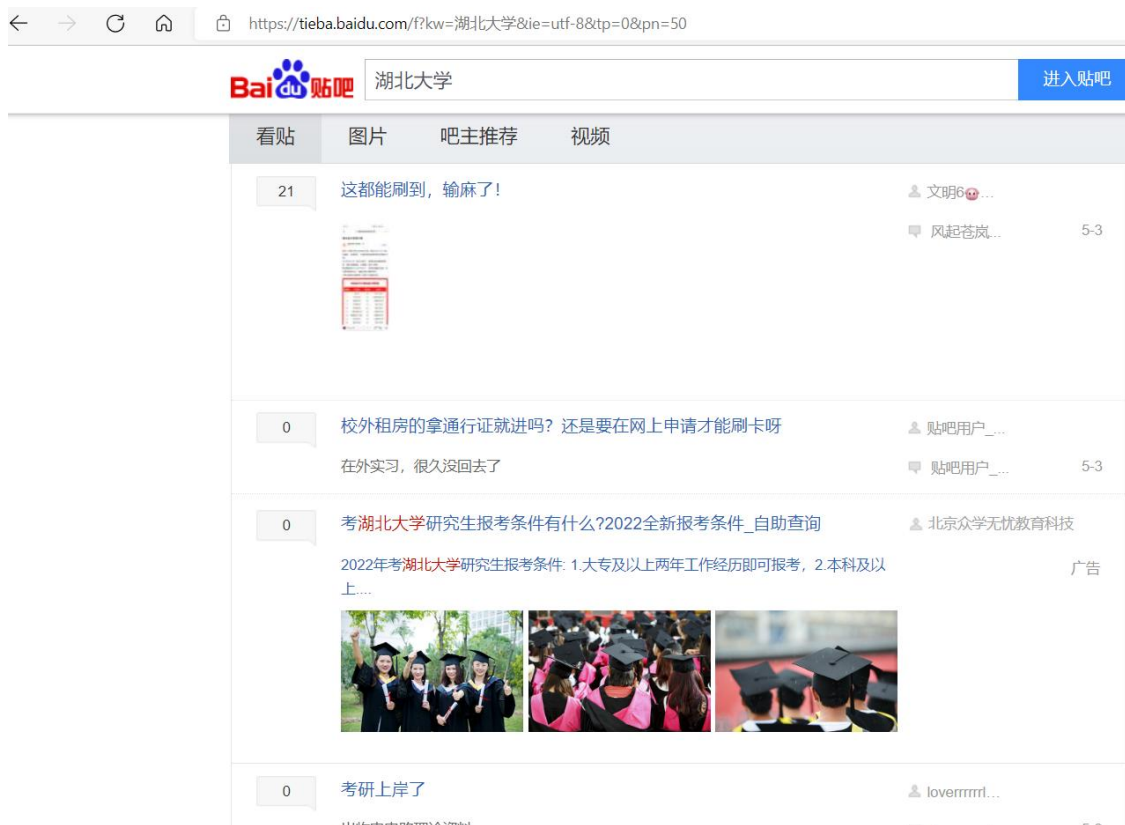 https://tieba.baidu.com/f?kw=湖北大学&ie=utf-8&tp=0&pn=50
Bai du 贴吧
湖北大学
进入贴吧
看贴 图片 吧主推荐 视频
21 这都能刷到，输麻了! 文明6...
风起苍岚... 5-3
0 校外租房的拿通行证就进吗？还是要在网上申请才能刷卡呀 贴吧用户_...
在外实习，很久没回去了 贴吧用户_... 5-3
0 考湖北大学研究生报考条件有什么?2022全新报考条件_自助查询 北京众学无忧教育科技
2022年考湖北大学研究生报考条件: 1.大专及以上两年工作经历即可报考，2.本科及以 广告
上....
0 考研上岸了 loverrrrrrl...